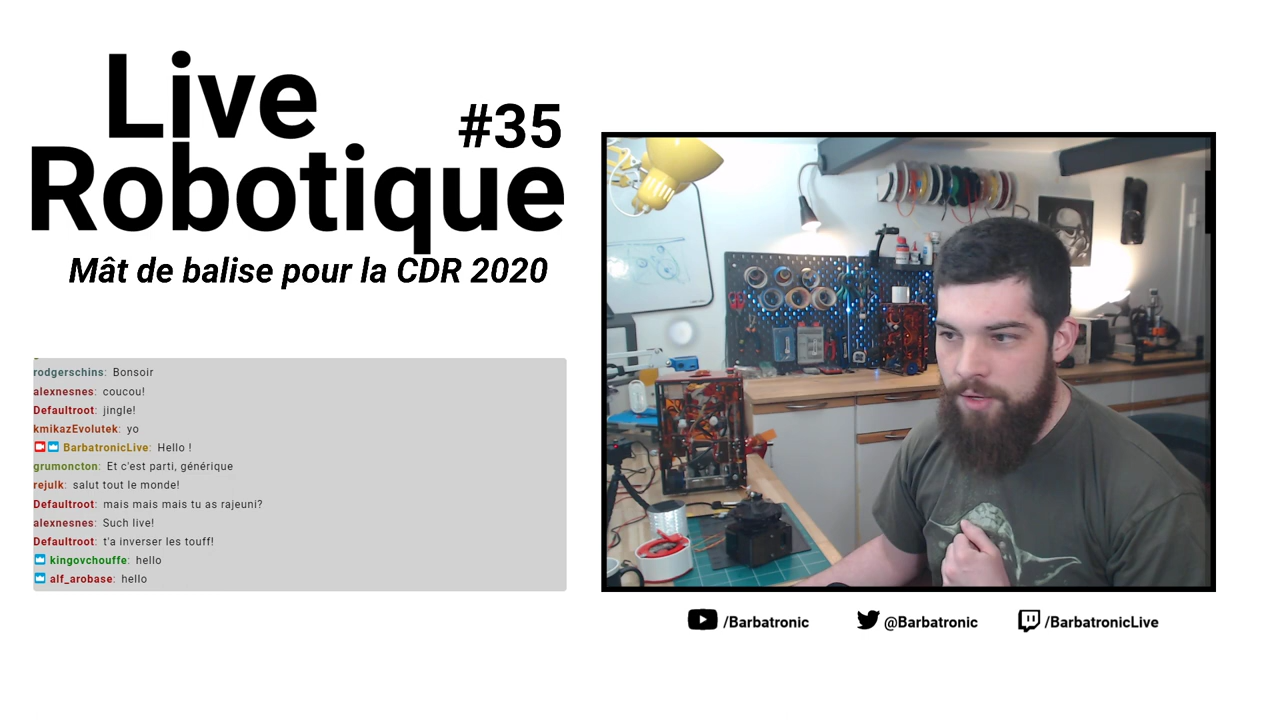 Live
#35
Robotique
Mât de balise pour la CDR 2020
rodgerschins: Bonsoir
alexnesnes: coucou!
Defaultroot: jingle!
kmikazEvolutek: yo
BarbatronicLive: Hello !
grumoncton: Et c'est parti, générique
rejulk: salut tout le monde!
Defaultroot: mais mais mais tu as rajeuni?
alexnesnes: Such live!
Defaultroot: t'a inverser les touff!
kingovchouffe: hello
alf_arobase: hello
/Barbatronic
@Barbatronic
/BarbatronicLive